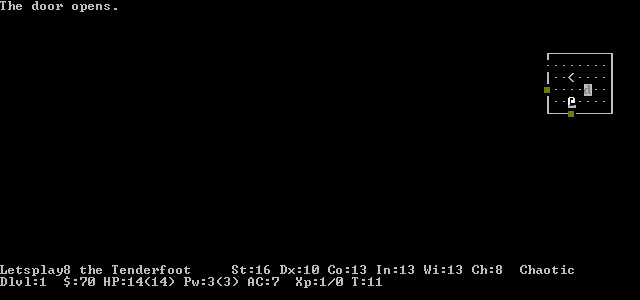 The door opens.
Letsplay8 the Tenderfoot St:16 Dx:10 Co:13 In:13 Wi:13 Ch:8 Chaotic
Dlvl:1 $:70 HP:14(14) Pw:3(3) AC:7 Xp:1/0 T:11